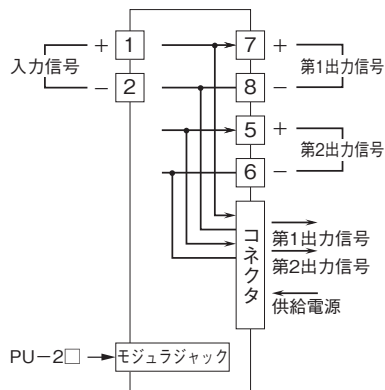 入力信号 + 1 7 + 第1出力信号
− 2 8 −
5 + 第2出力信号
6 −
コネクタ
第1出力信号
第2出力信号
供給電源
PU−2□ モジュラジャック